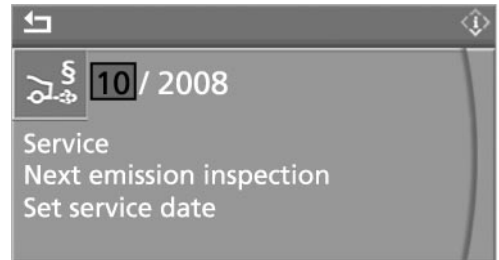 § 10 / 2008
Service
Next emission inspection
Set service date